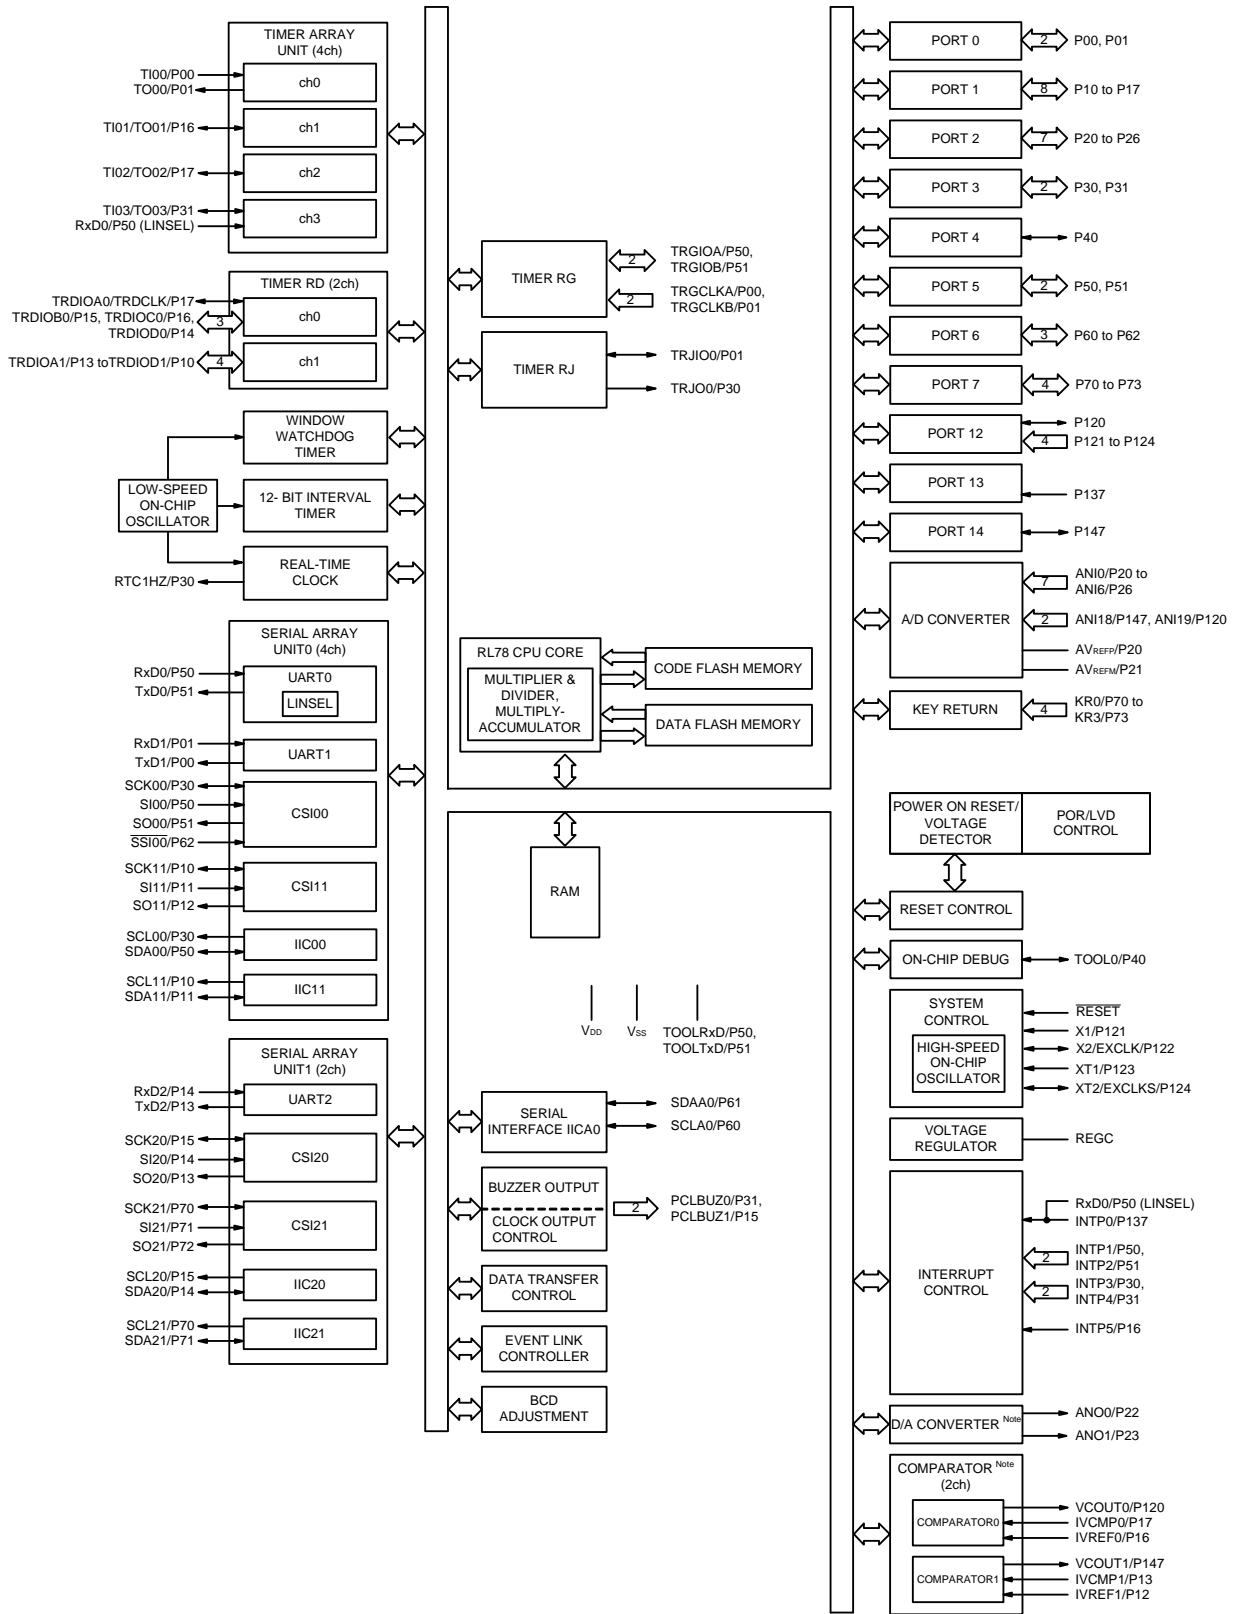 TIMER ARRAY
UNIT (4ch)
TI00/P00
TO00/P01
ch0
TI01/TO01/P16
ch1
TI02/TO02/P17
ch2
TI03/TO03/P31
RxD0/P50 (LINSEL)
ch3
TIMER RD (2ch)
TRDIOA0/TRDCLK/P17
TRDIOB0/P15, TRDIOC0/P16,
TRDIOD0/P14
3
ch0
TRDIOA1/P13 toTRDIOD1/P10
4
ch1
WINDOW
WATCHDOG
TIMER
LOW-SPEED
ON-CHIP
OSCILLATOR
12- BIT INTERVAL
TIMER
RTC1HZ/P30
REAL-TIME
CLOCK
SERIAL ARRAY
UNIT0 (4ch)
RxD0/P50
TxD0/P51
UART0
LINSEL
RxD1/P01
TxD1/P00
UART1
SCK00/P30
SI00/P50
SO00/P51
SSI00/P62
CSI00
SCK11/P10
SI11/P11
SO11/P12
CSI11
SCL00/P30
SDA00/P50
IIC00
SCL11/P10
SDA11/P11
IIC11
SERIAL ARRAY
UNIT1 (2ch)
RxD2/P14
TxD2/P13
UART2
SCK20/P15
SI20/P14
SO20/P13
CSI20
SCK21/P70
SI21/P71
SO21/P72
CSI21
SCL20/P15
SDA20/P14
IIC20
SCL21/P70
SDA21/P71
IIC21
TIMER RG
2
TRGIOA/P50,
TRGIOB/P51
2
TRGCLKA/P00,
TRGCLKB/P01
TIMER RJ
TRJIO0/P01
TRJO0/P30
RL78 CPU CORE
MULTIPLIER &
DIVIDER,
MULTIPLY-
ACCUMULATOR
CODE FLASH MEMORY
DATA FLASH MEMORY
RAM
VDD
VSS
TOOLRxD/P50,
TOOLTxD/P51
SERIAL
INTERFACE IICA0
SDAA0/P61
SCLA0/P60
BUZZER OUTPUT
CLOCK OUTPUT
CONTROL
2
PCLBUZ0/P31,
PCLBUZ1/P15
DATA TRANSFER
CONTROL
EVENT LINK
CONTROLLER
BCD
ADJUSTMENT
PORT 0
2
P00, P01
PORT 1
8
P10 to P17
PORT 2
7
P20 to P26
PORT 3
2
P30, P31
PORT 4
P40
PORT 5
2
P50, P51
PORT 6
3
P60 to P62
PORT 7
4
P70 to P73
PORT 12
P120
4
P121 to P124
PORT 13
P137
PORT 14
P147
A/D CONVERTER
7
ANI0/P20 to
ANI6/P26
2
ANI18/P147, ANI19/P120
AVREFP/P20
AVREFM/P21
KEY RETURN
4
KR0/P70 to
KR3/P73
POWER ON RESET/
VOLTAGE
DETECTOR
POR/LVD
CONTROL
RESET CONTROL
ON-CHIP DEBUG
TOOL0/P40
SYSTEM
CONTROL
HIGH-SPEED
ON-CHIP
OSCILLATOR
RESET
X1/P121
X2/EXCLK/P122
XT1/P123
XT2/EXCLKS/P124
VOLTAGE
REGULATOR
REGC
INTERRUPT
CONTROL
RxD0/P50 (LINSEL)
INTP0/P137
2
INTP1/P50,
INTP2/P51
2
INTP3/P30,
INTP4/P31
INTP5/P16
D/A CONVERTER Note
ANO0/P22
ANO1/P23
COMPARATOR Note
(2ch)
COMPARATOR0
VCOUT0/P120
IVCMP0/P17
IVREF0/P16
COMPARATOR1
VCOUT1/P147
IVCMP1/P13
IVREF1/P12